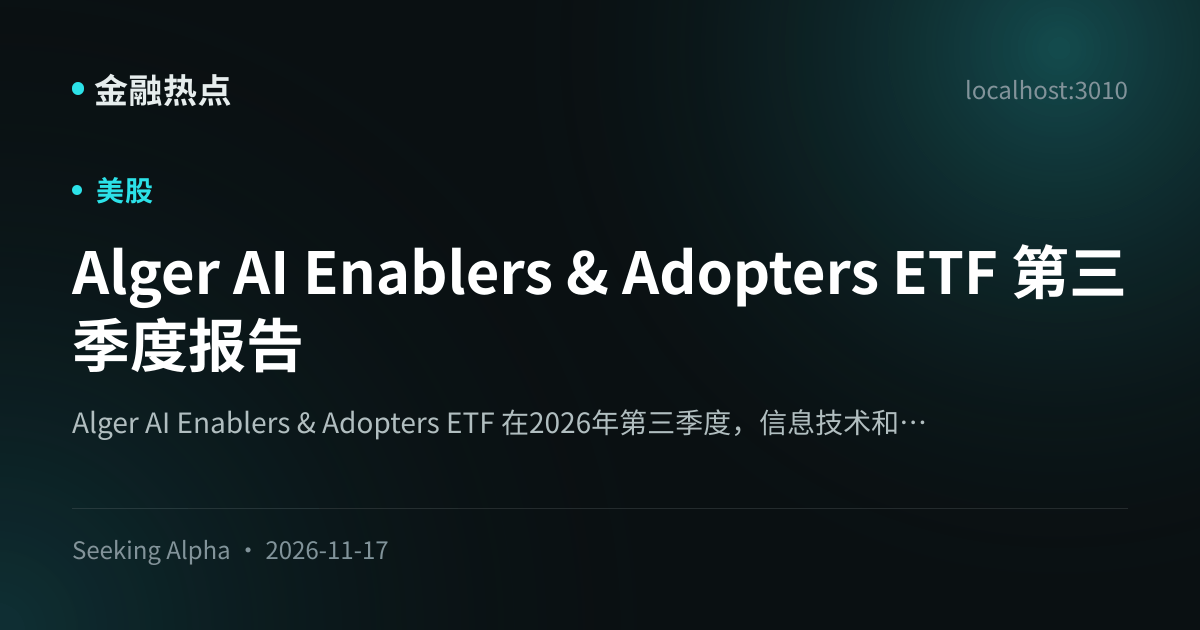 金融热点
localhost:3010
美股
Alger AI Enablers & Adopters ETF 第三
季度报告
Alger AI Enablers & Adopters ETF 在2026年第三季度，信息技术和…
Seeking Alpha · 2026-11-17